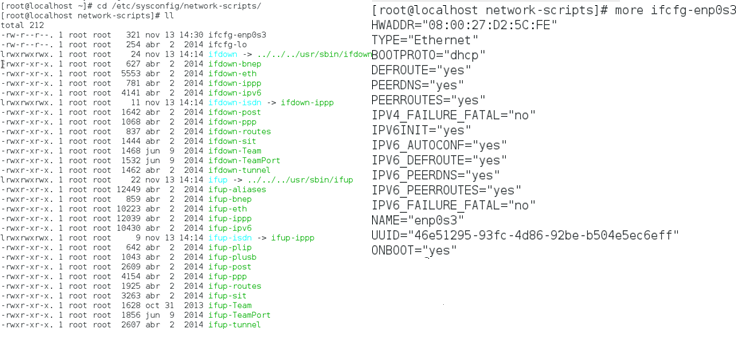 [root@localhost ~]# cd /etc/sysconfig/network-scripts/
[root@localhost network-scripts]# ll
total 212
-rw-r--r--. 1 root root   321 nov 13 14:30 ifcfg-enp0s3
-rw-r--r--. 1 root root   254 abr  2  2014 ifcfg-lo
lrwxrwxrwx. 1 root root    24 nov 13 14:14 ifdown -> ../../../usr/sbin/ifdown
-rwxr-xr-x. 1 root root   627 abr  2  2014 ifdown-bnep
-rwxr-xr-x. 1 root root  5553 abr  2  2014 ifdown-eth
-rwxr-xr-x. 1 root root   781 abr  2  2014 ifdown-ippp
-rwxr-xr-x. 1 root root  4141 abr  2  2014 ifdown-ipv6
lrwxrwxrwx. 1 root root    11 nov 13 14:14 ifdown-isdn -> ifdown-ippp
-rwxr-xr-x. 1 root root  1642 abr  2  2014 ifdown-post
-rwxr-xr-x. 1 root root  1068 abr  2  2014 ifdown-ppp
-rwxr-xr-x. 1 root root   837 abr  2  2014 ifdown-routes
-rwxr-xr-x. 1 root root  1444 abr  2  2014 ifdown-sit
-rwxr-xr-x. 1 root root  1468 jun  9  2014 ifdown-Team
-rwxr-xr-x. 1 root root  1532 jun  9  2014 ifdown-TeamPort
-rwxr-xr-x. 1 root root  1462 abr  2  2014 ifdown-tunnel
lrwxrwxrwx. 1 root root    22 nov 13 14:14 ifup -> ../../../usr/sbin/ifup
-rwxr-xr-x. 1 root root 12449 abr  2  2014 ifup-aliases
-rwxr-xr-x. 1 root root   859 abr  2  2014 ifup-bnep
-rwxr-xr-x. 1 root root 10223 abr  2  2014 ifup-eth
-rwxr-xr-x. 1 root root 12039 abr  2  2014 ifup-ippp
-rwxr-xr-x. 1 root root 10430 abr  2  2014 ifup-ipv6
lrwxrwxrwx. 1 root root     9 nov 13 14:14 ifup-isdn -> ifup-ippp
-rwxr-xr-x. 1 root root   642 abr  2  2014 ifup-plip
-rwxr-xr-x. 1 root root  1043 abr  2  2014 ifup-plusb
-rwxr-xr-x. 1 root root  2609 abr  2  2014 ifup-post
-rwxr-xr-x. 1 root root  4154 abr  2  2014 ifup-ppp
-rwxr-xr-x. 1 root root  1925 abr  2  2014 ifup-routes
-rwxr-xr-x. 1 root root  3263 abr  2  2014 ifup-sit
-rwxr-xr-x. 1 root root  1628 oct 31  2013 ifup-Team
-rwxr-xr-x. 1 root root  1856 jun  9  2014 ifup-TeamPort
-rwxr-xr-x. 1 root root  2607 abr  2  2014 ifup-tunnel
[root@localhost network-scripts]# more ifcfg-enp0s3
HWADDR="08:00:27:D2:5C:FE"
TYPE="Ethernet"
BOOTPROTO="dhcp"
DEFROUTE="yes"
PEERDNS="yes"
PEERROUTES="yes"
IPV4_FAILURE_FATAL="no"
IPV6INIT="yes"
IPV6_AUTOCONF="yes"
IPV6_DEFROUTE="yes"
IPV6_PEERDNS="yes"
IPV6_PEERROUTES="yes"
IPV6_FAILURE_FATAL="no"
NAME="enp0s3"
UUID="46e51295-93fc-4d86-92be-b504e5ec6eff"
ONBOOT="yes"